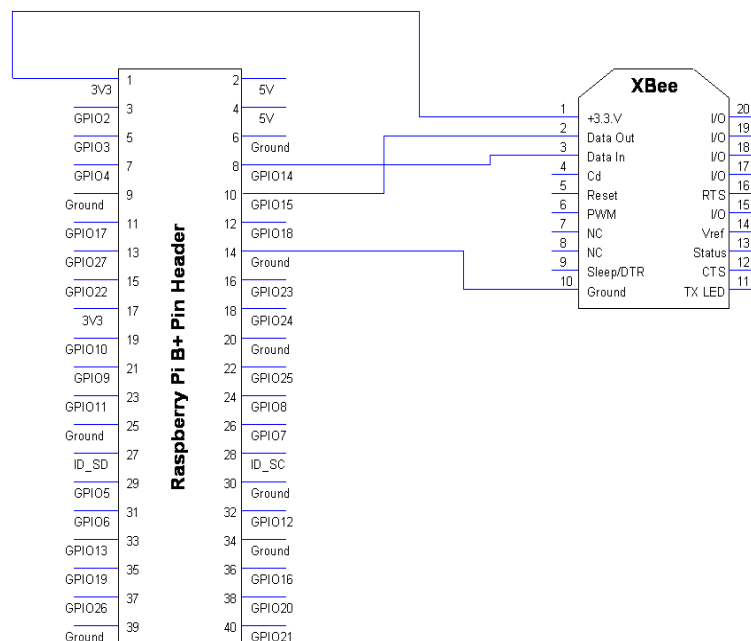 1 2
3V3 5V
3 4
GPIO2 5V
5 6
GPIO3 Ground
7 8
GPIO4 GPIO14
9 10
Ground GPIO15
11 12
GPIO17 GPIO18
13 14
GPIO27 Ground
15 16
GPIO22 GPIO23
17 18
3V3 GPIO24
19 20
GPIO10 Ground
21 22
GPIO9 GPIO25
23 24
GPIO11 GPIO8
25 26
Ground GPIO7
27 28
ID_SD ID_SC
29 30
GPIO5 Ground
31 32
GPIO6 GPIO12
33 34
GPIO13 Ground
35 36
GPIO19 GPIO16
37 38
GPIO26 GPIO20
39 40
Ground GPIO21
Raspberry Pi B+ Pin Header
XBee
1 +3.3.V I/O 20
2 Data Out I/O 19
3 Data In I/O 18
4 Cd I/O 17
5 Reset RTS 16
6 PWM I/O 15
7 NC Vref 14
8 NC Status 13
9 Sleep/DTR CTS 12
10 Ground TX LED 11